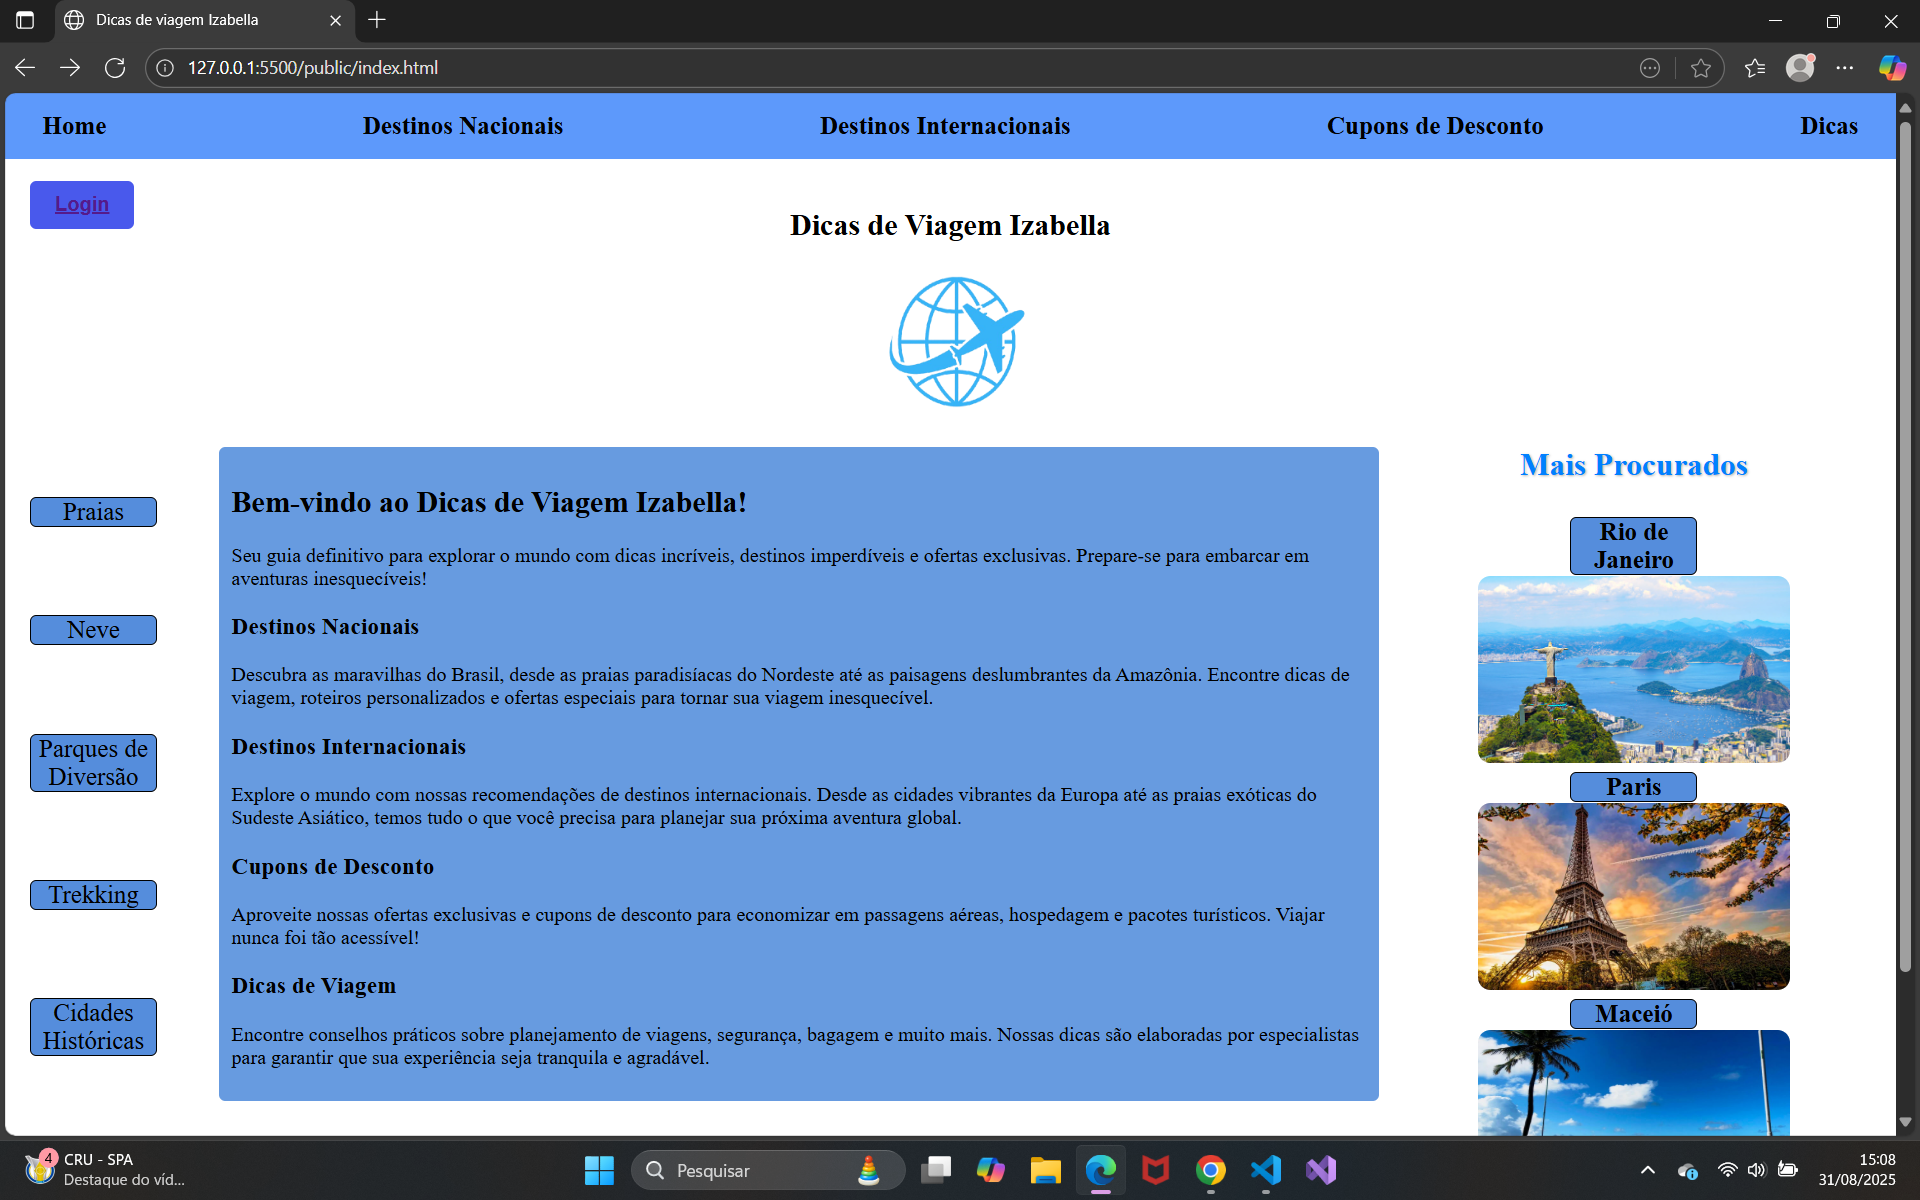 Dicas de viagem Izabella
127.0.0.1:5500/public/index.html
Home
Destinos Nacionais
Destinos Internacionais
Cupons de Desconto
Dicas
Login
Dicas de Viagem Izabella
Praias
Neve
Parques de
Diversão
Trekking
Cidades
Históricas
Bem-vindo ao Dicas de Viagem Izabella!
Seu guia definitivo para explorar o mundo com dicas incríveis, destinos imperdíveis e ofertas exclusivas. Prepare-se para embarcar em
aventuras inesquecíveis!
Destinos Nacionais
Descubra as maravilhas do Brasil, desde as praias paradisíacas do Nordeste até as paisagens deslumbrantes da Amazônia. Encontre dicas de
viagem, roteiros personalizados e ofertas especiais para tornar sua viagem inesquecível.
Destinos Internacionais
Explore o mundo com nossas recomendações de destinos internacionais. Desde as cidades vibrantes da Europa até as praias exóticas do
Sudeste Asiático, temos tudo o que você precisa para planejar sua próxima aventura global.
Cupons de Desconto
Aproveite nossas ofertas exclusivas e cupons de desconto para economizar em passagens aéreas, hospedagem e pacotes turísticos. Viajar
nunca foi tão acessível!
Dicas de Viagem
Encontre conselhos práticos sobre planejamento de viagens, segurança, bagagem e muito mais. Nossas dicas são elaboradas por especialistas
para garantir que sua experiência seja tranquila e agradável.
Mais Procurados
Rio de
Janeiro
Paris
Maceió
4
CRU - SPA
Destaque do víd...
Pesquisar
15:08
31/08/2025